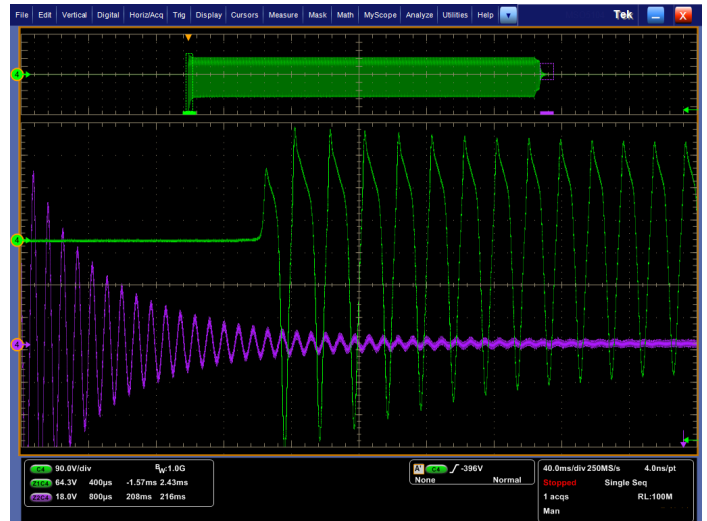 File Edit Vertical Digital Horiz/Acq Trig Display Cursors Measure Mask Math MyScope Analyze Utilities Help Tek X
4
4
4
C4 90.0V/div BW:1.0G
Z1C4 64.3V 400µs -1.57ms 2.43ms
Z2C4 18.0V 800µs 208ms 216ms
A' C4 -396V
None Normal
40.0ms/div 250MS/s 4.0ns/pt
Stopped Single Seq
1 acqs RL:100M
Man